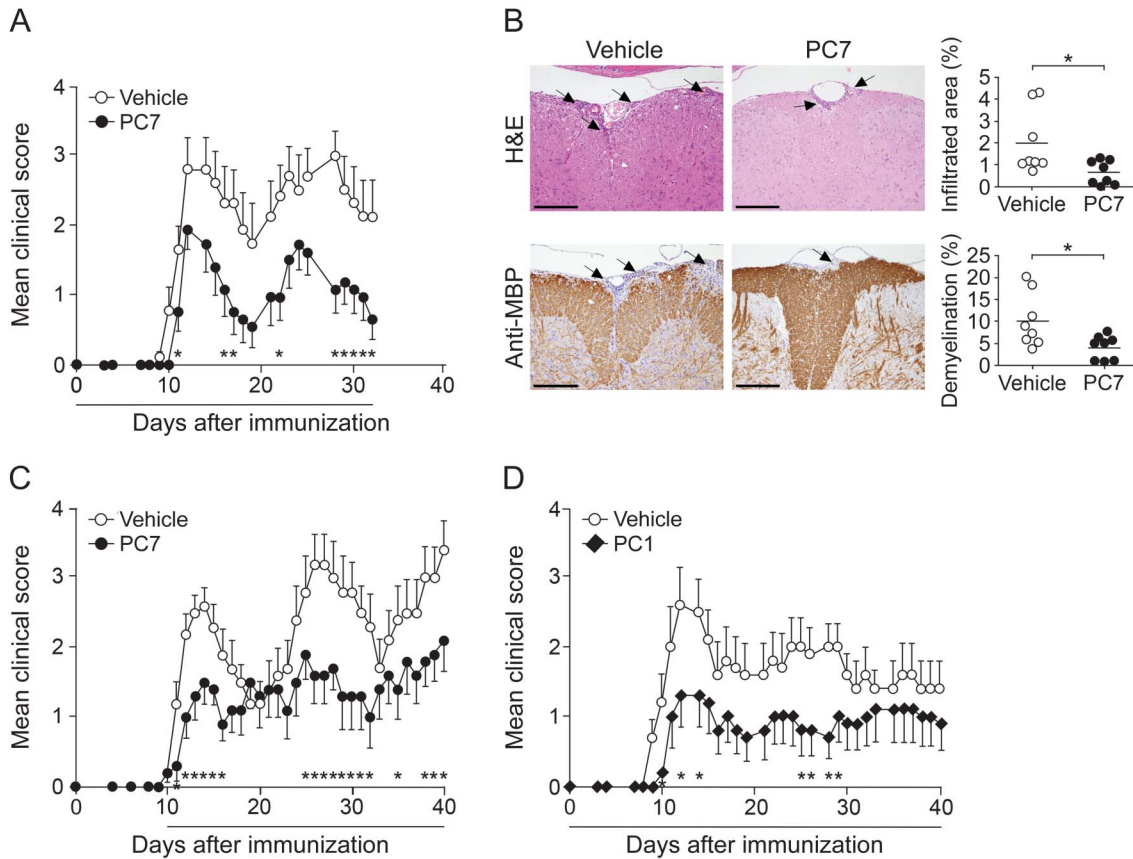 A
Vehicle
PC7
Mean clinical score
4
3
2
1
0
* ** * *****
0 10 20 30 40
Days after immunization
B
Vehicle PC7
H&E
Anti-MBP
Infiltrated area (%)
5
4
3
2
1
0
*
Vehicle PC7
Demyelination (%)
25
20
15
10
5
0
*
Vehicle PC7
C
Vehicle
PC7
Mean clinical score
4
3
2
1
0
* ***** ******** * ***
0 10 20 30 40
Days after immunization
D
Vehicle
PC1
Mean clinical score
4
3
2
1
0
* * * ** **
0 10 20 30 40
Days after immunization